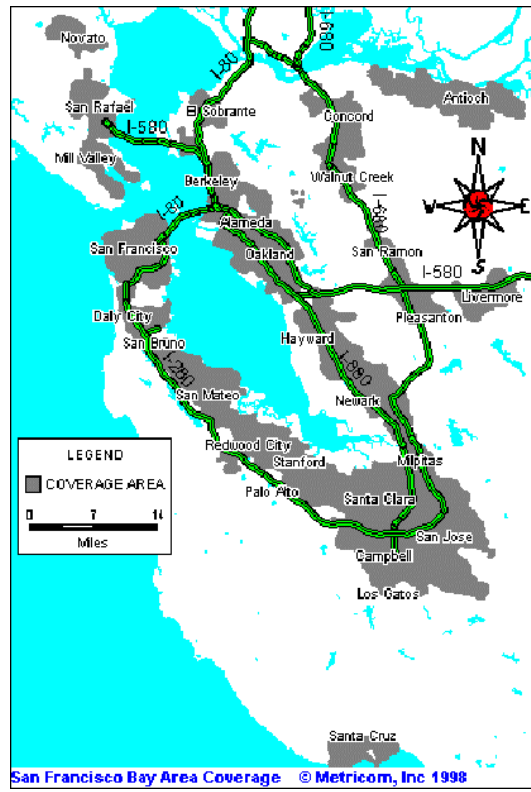 Novato
I-80
I-680
San Rafael
El Sobrante
Antioch
Concord
I-580
Mill Valley
Berkeley
Walnut Creek
N
W
E
S
I-80
Alameda
I-680
San Francisco
Oakland
San Ramon
I-580
Livermore
Daly City
Pleasanton
San Bruno
Hayward
I-280
I-880
San Mateo
Newark
Redwood City
LEGEND
COVERAGE AREA
0 7 14
Miles
Stanford
Milpitas
Palo Alto
Santa Clara
San Jose
Campbell
Los Gatos
Santa Cruz
San Francisco Bay Area Coverage © Metricom, Inc 1998